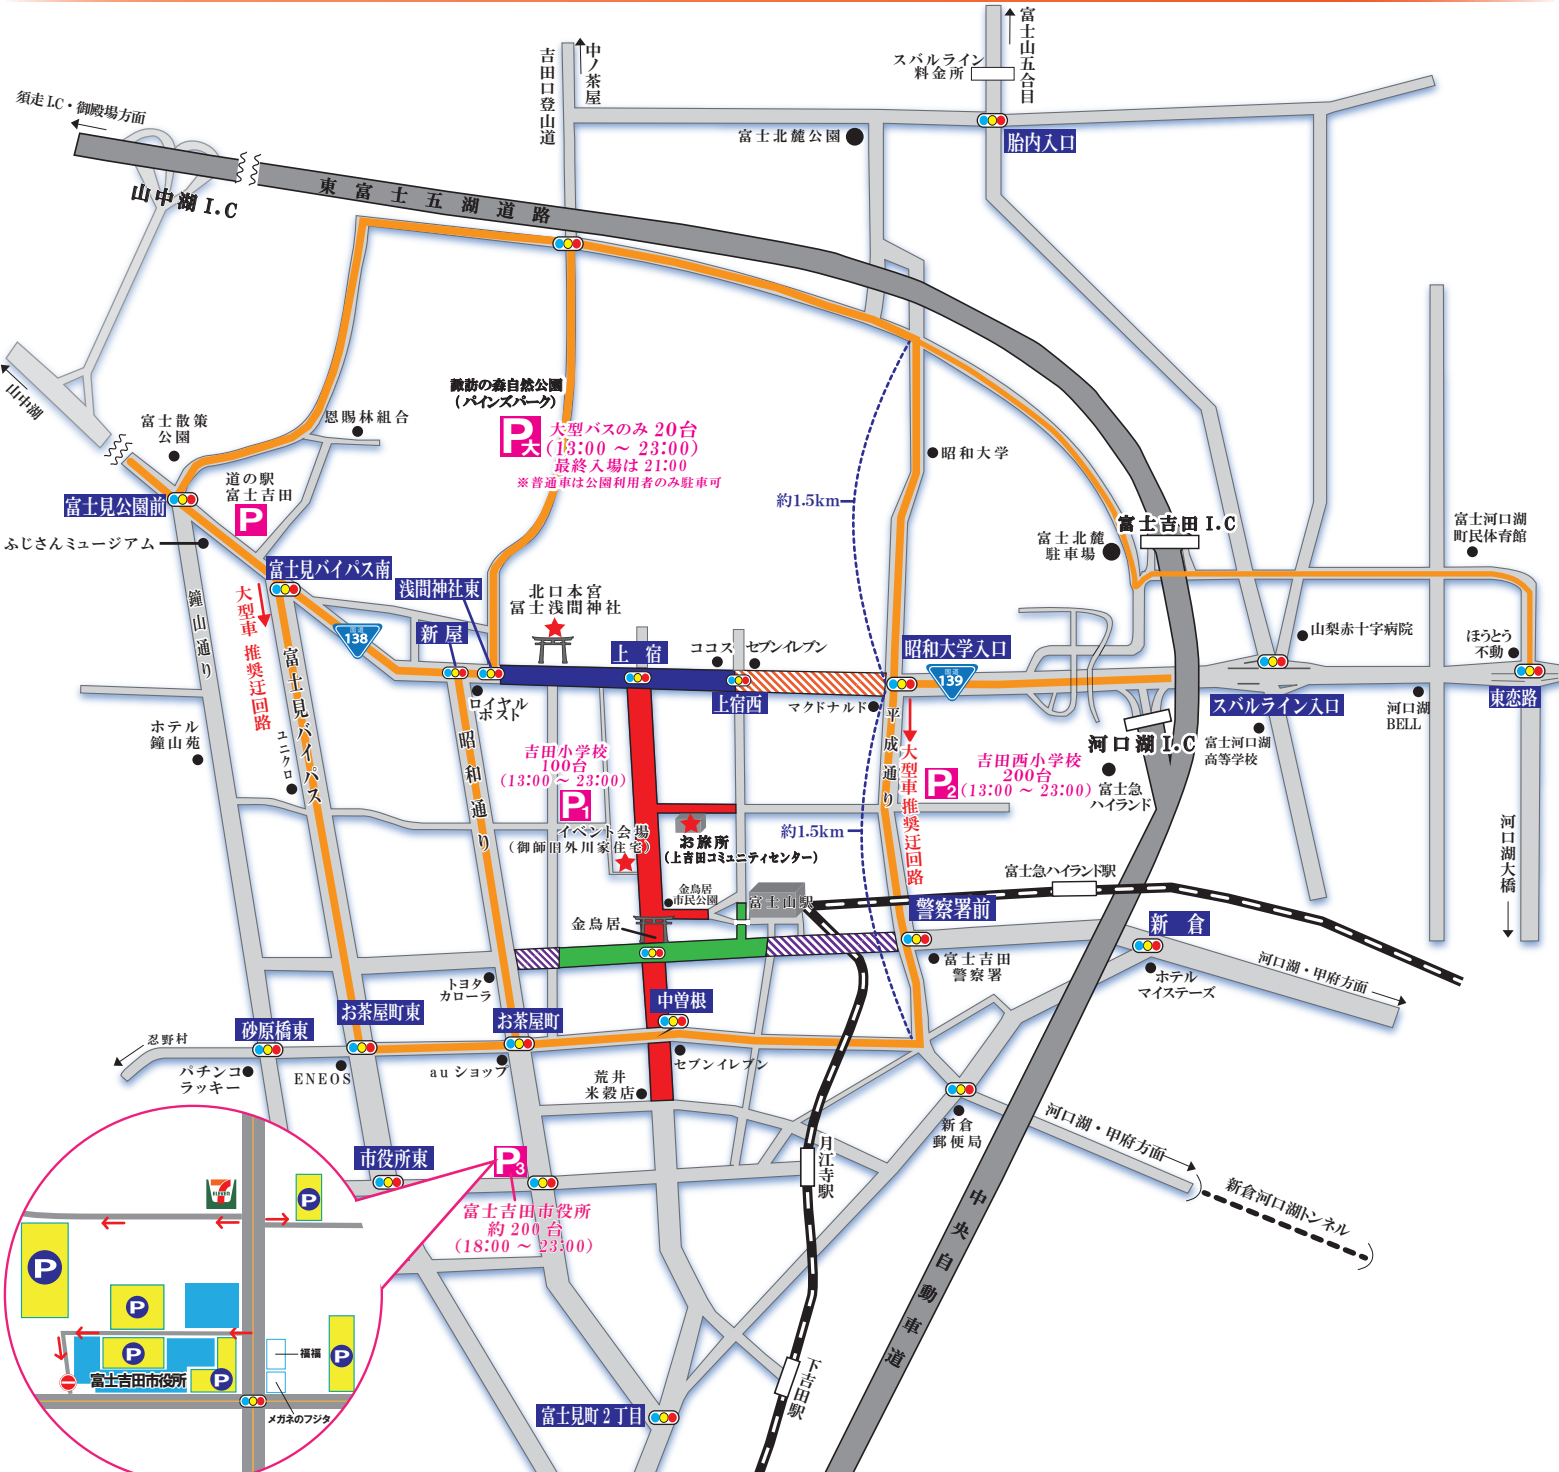 富士山五合目
中ノ茶屋
吉田口登山道
スバルライン
料金所
須走I.C・御殿場方面
富士北麓公園
胎内入口
山中湖I.C
東富士五湖道路
山中湖
諏訪の森自然公園
(パインズパーク)
P大
大型バスのみ 20台
(13:00 ～ 23:00)
最終入場は 21:00
※普通車は公園利用者のみ駐車可
富士散策
公園
恩賜林組合
道の駅
富士吉田
P
富士見公園前
ふじさんミュージアム
昭和大学
約1.5km
富士吉田I.C
富士北麓
駐車場
富士河口湖
町民体育館
富士見バイパス南
浅間神社東
北口本宮
冨士浅間神社
大型車 推奨迂回路
鐘山通り
国道
138
新屋
上宿
ココス
セブンイレブン
昭和大学入口
山梨赤十字病院
ほうとう
不動
富士見バイパス
国道
139
ロイヤル
ホスト
上宿西
マクドナルド
スバルライン入口
河口湖
BELL
東恋路
ホテル
鐘山苑
ユニクロ
昭和通り
平成通り
河口湖I.C
富士河口湖
高等学校
吉田小学校
100台
(13:00 ～ 23:00)
P1
大型車 推奨迂回路
P2
吉田西小学校
200台
(13:00 ～ 23:00)
富士急
ハイランド
イベント会場
(御師旧外川家住宅)
お旅所
(上吉田コミュニティセンター)
約1.5km
河口湖大橋
富士急ハイランド駅
金鳥居
市民公園
富士山駅
警察署前
新倉
金鳥居
富士吉田
警察署
河口湖・甲府方面
トヨタ
カローラ
ホテル
マイステーズ
中曽根
お茶屋町東
お茶屋町
砂原橋東
忍野村
パチンコ
ラッキー
ENEOS
au ショップ
セブンイレブン
荒井
米穀店
新倉
郵便局
河口湖・甲府方面
月江寺駅
市役所東
P3
富士吉田市役所
約 200 台
(18:00 ～ 23:00)
新倉河口湖トンネル
中央自動車道
7
ELEVEN
P
P
P
P
P
P
福福
富士吉田市役所
メガネのフジタ
下吉田駅
富士見町2丁目